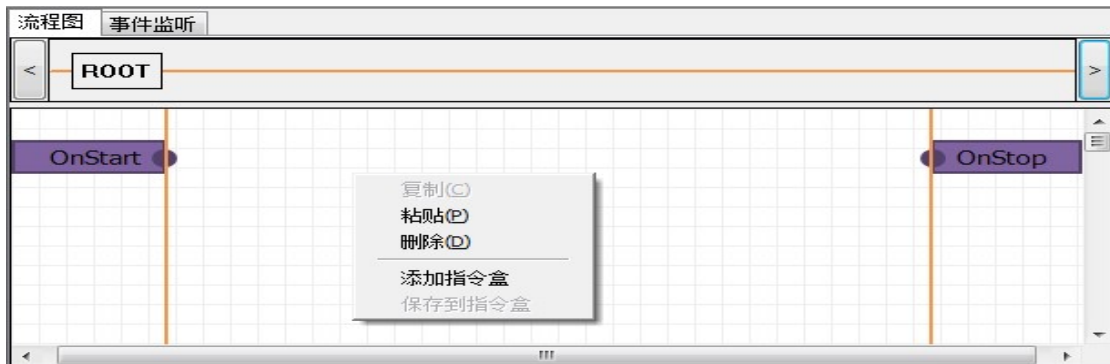 流程图 事件监听
< ROOT >
OnStart OnStop
复制(C)
粘贴(P)
删除(D)
添加指令盒
保存到指令盒